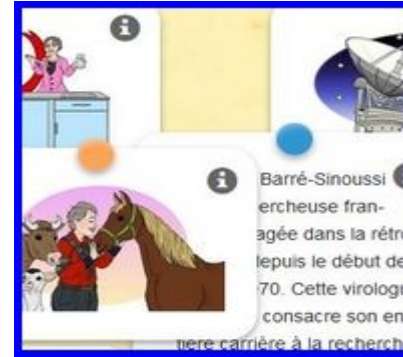 Barré-Sinoussi
ercheuse fran-
agée dans la rétro
depuis le début de
70. Cette virologu
consacre son en
tière carrière à la recherch